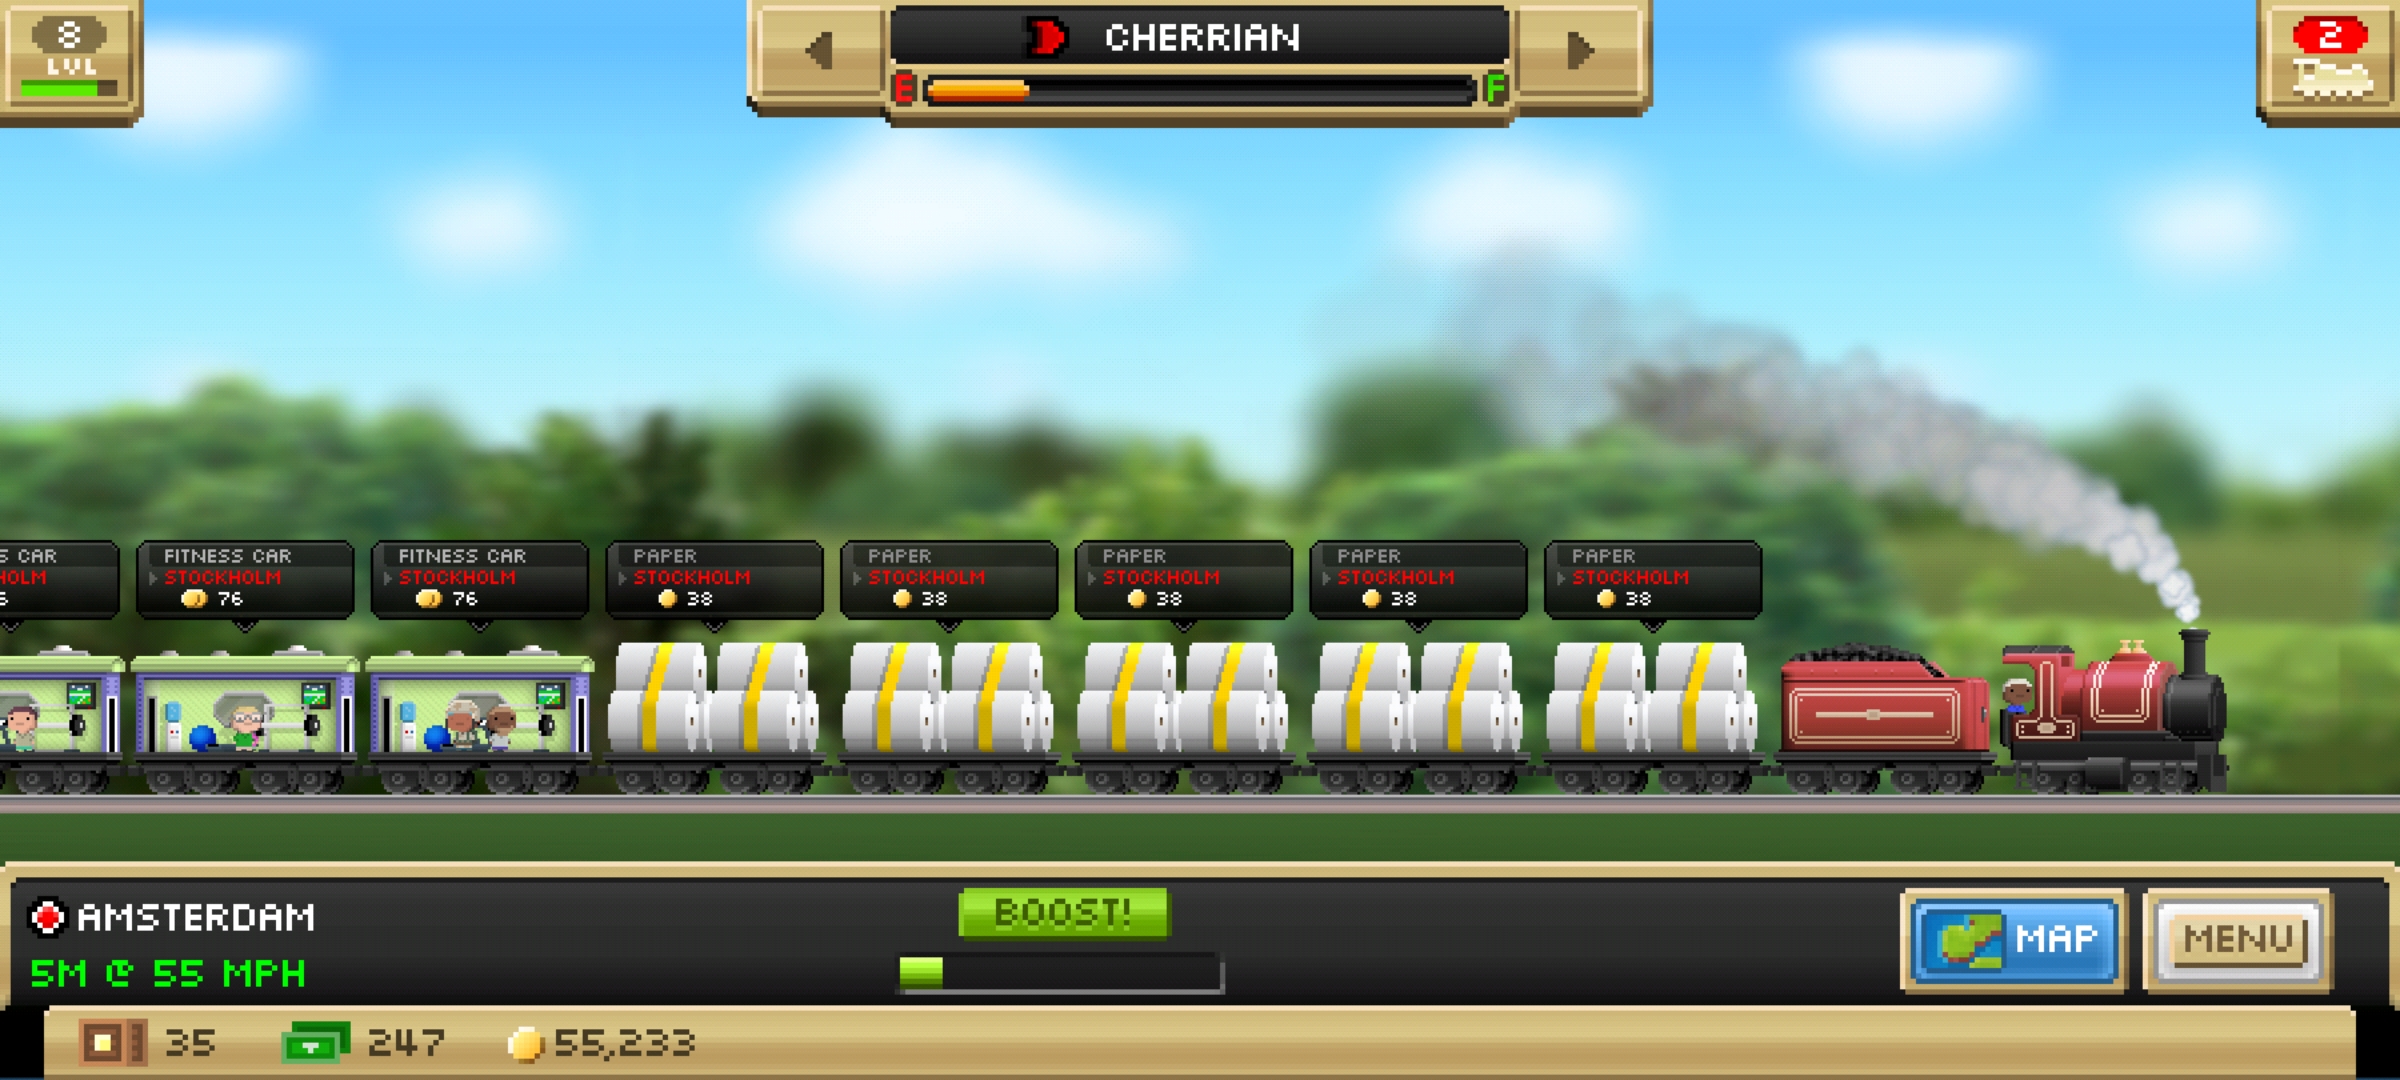 8
LVL
CHERRIAN
E F
2
S CAR
HOLM
FITNESS CAR
STOCKHOLM
76
FITNESS CAR
STOCKHOLM
76
PAPER
STOCKHOLM
38
PAPER
STOCKHOLM
38
PAPER
STOCKHOLM
38
PAPER
STOCKHOLM
38
PAPER
STOCKHOLM
38
AMSTERDAM
5M @ 55 MPH
BOOST!
MAP
MENU
35 247 55,233